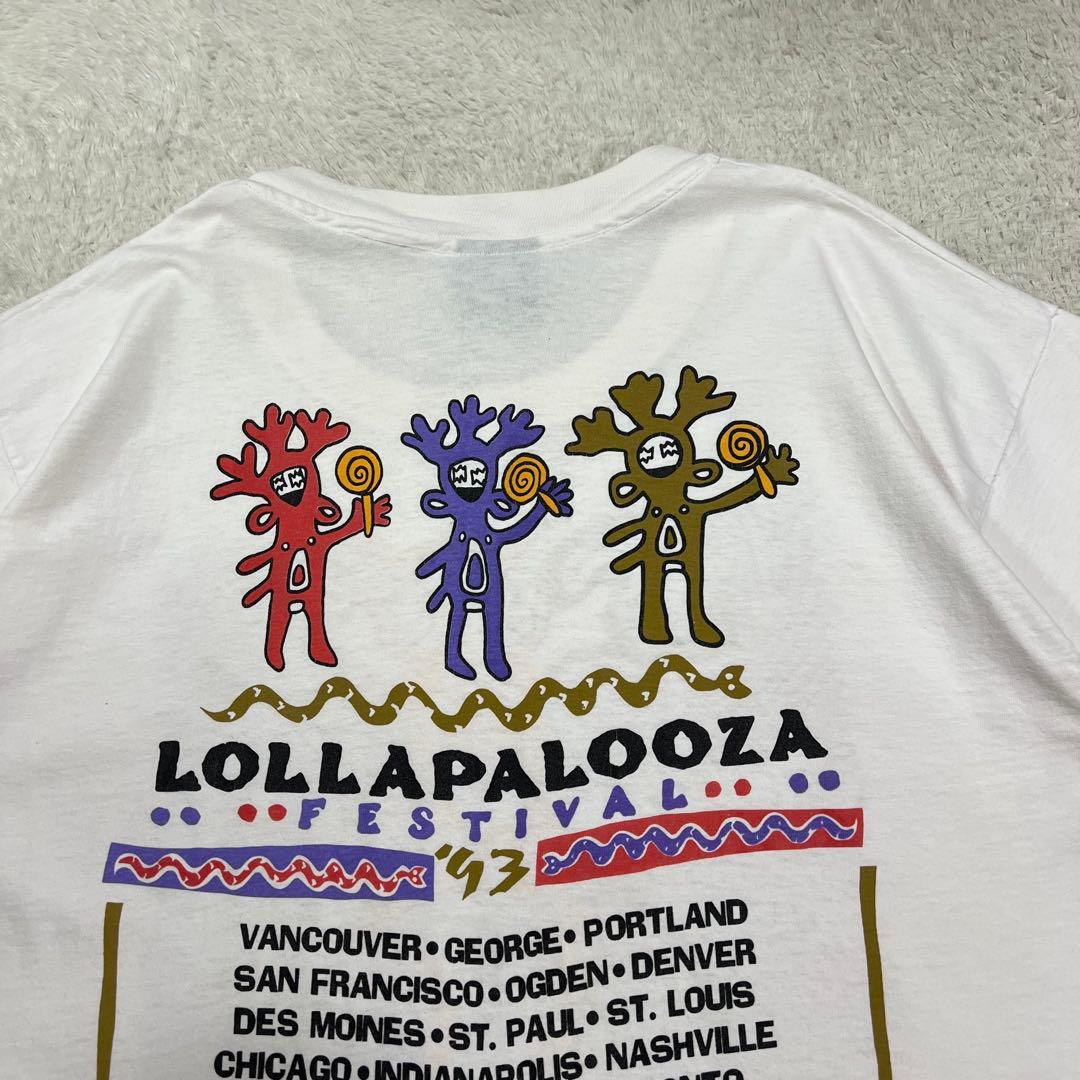 LOLLAPALOOZA
FESTIVAL
'93
VANCOUVER • GEORGE • PORTLAND
SAN FRANCISCO • OGDEN • DENVER
DES MOINES • ST. PAUL • ST. LOUIS
CHICAGO • INDIANAPOLIS • NASHVILLE